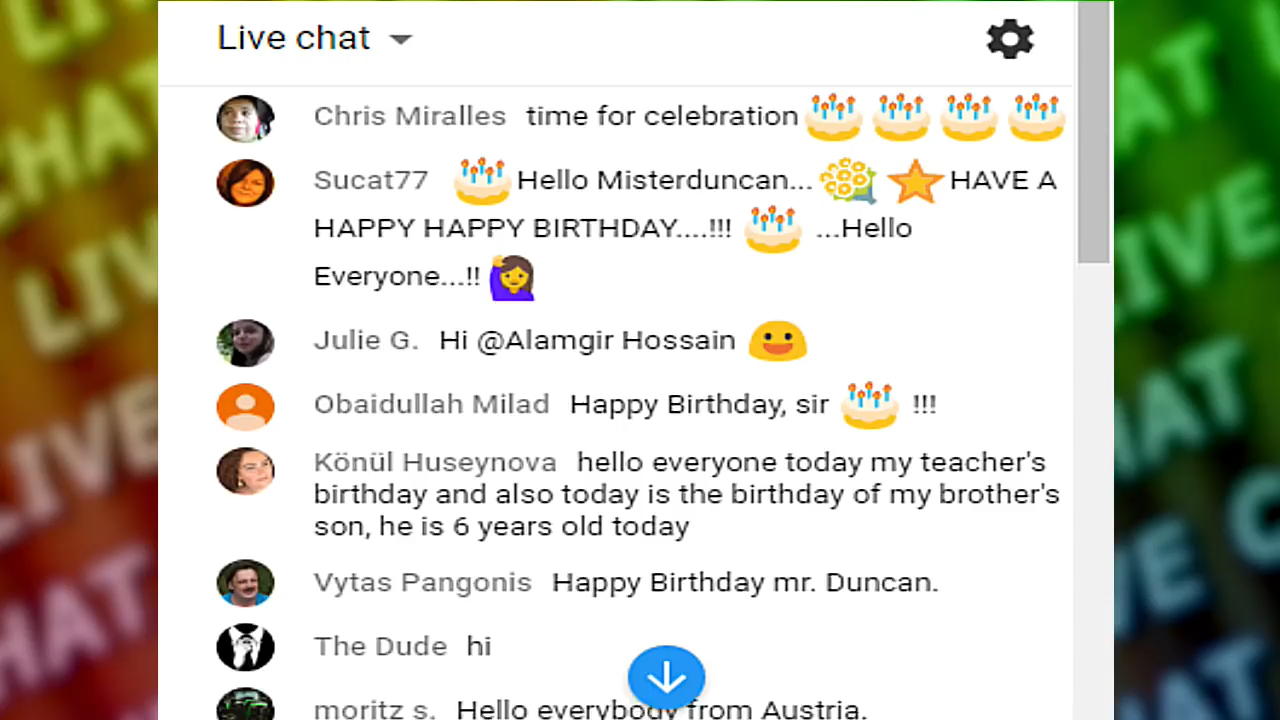 Live chat
Chris Miralles time for celebration🎂🎂🎂🎂
Sucat77 🎂Hello Misterduncan...💐⭐HAVE A
HAPPY HAPPY BIRTHDAY....!!! 🎂 ...Hello
Everyone...!! 🙋‍♀️
Julie G. Hi @Alamgir Hossain 😃
Obaidullah Milad Happy Birthday, sir 🎂 !!!
Könül Huseynova hello everyone today my teacher's
birthday and also today is the birthday of my brother's
son, he is 6 years old today
Vytas Pangonis Happy Birthday mr. Duncan.
The Dude hi
moritz s. Hello everybody from Austria.